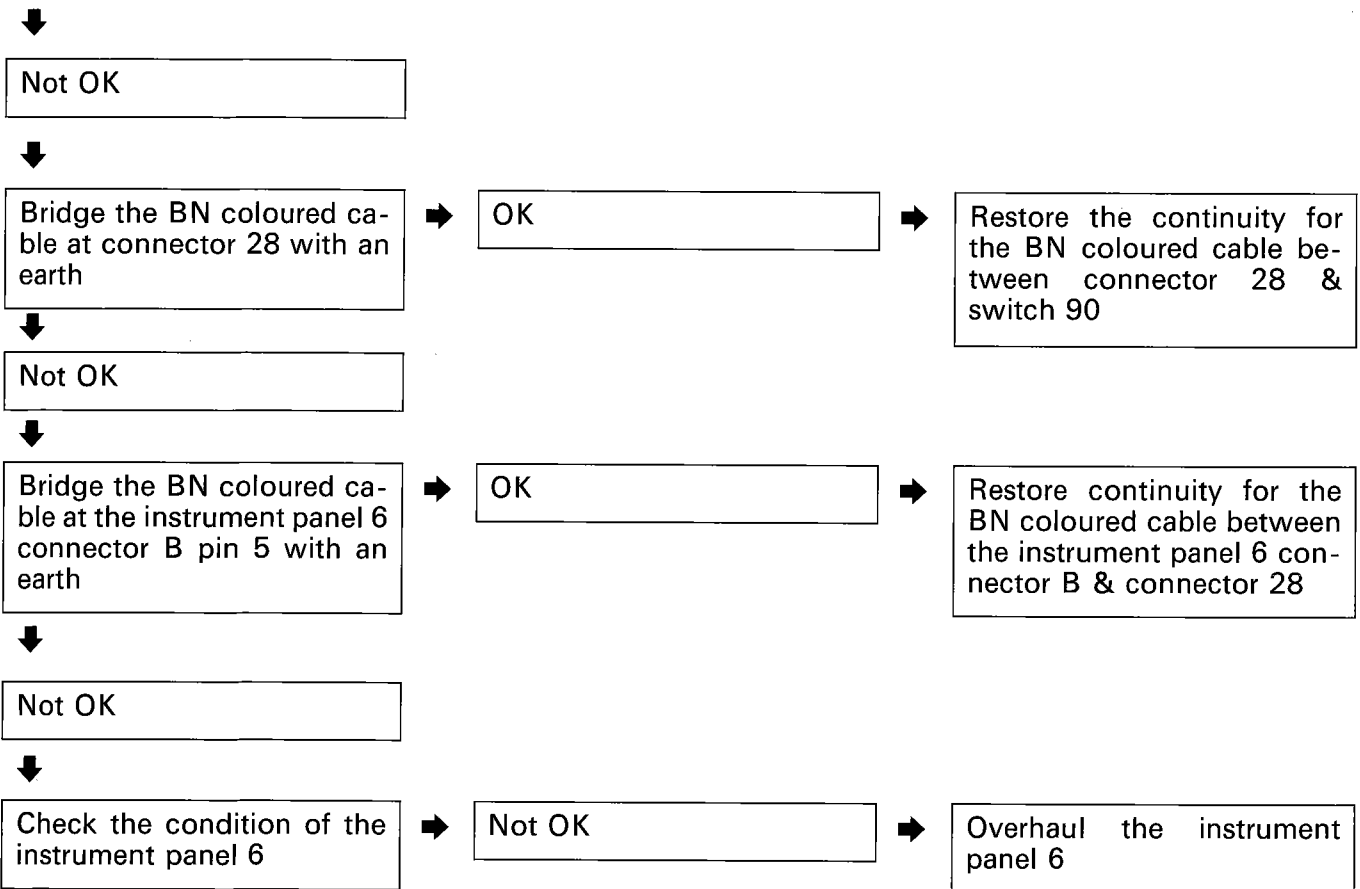 Not OK
Bridge the BN coloured ca-
ble at connector 28 with an
earth
OK
Restore the continuity for
the BN coloured cable be-
tween connector 28 &
switch 90
Not OK
Bridge the BN coloured ca-
ble at the instrument panel 6
connector B pin 5 with an
earth
OK
Restore continuity for the
BN coloured cable between
the instrument panel 6 con-
nector B & connector 28
Not OK
Check the condition of the
instrument panel 6
Not OK
Overhaul the instrument
panel 6